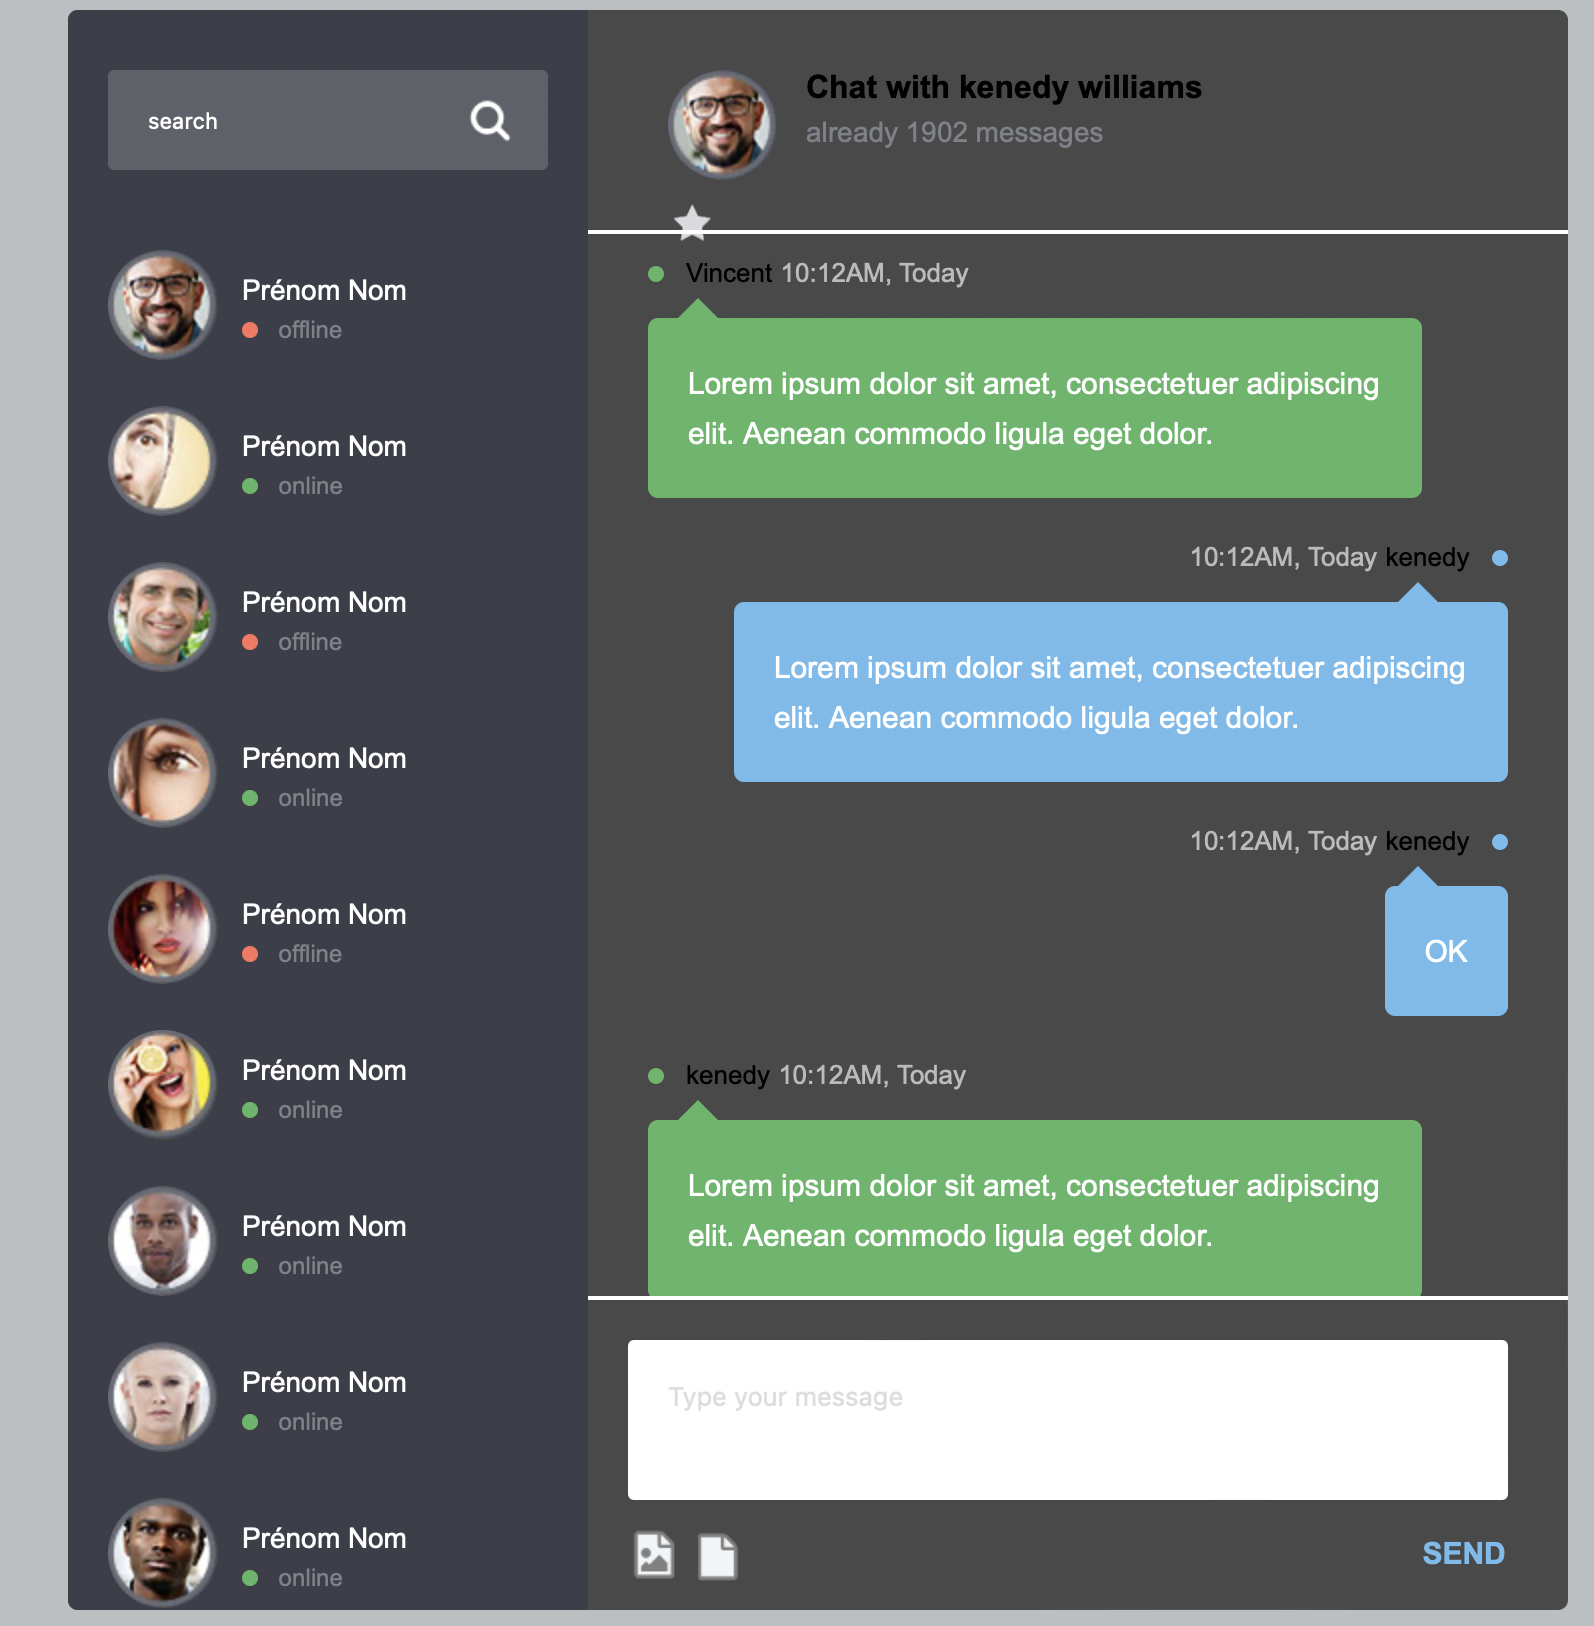 search
Prénom Nom
offline
Prénom Nom
online
Prénom Nom
offline
Prénom Nom
online
Prénom Nom
offline
Prénom Nom
online
Prénom Nom
online
Prénom Nom
online
Prénom Nom
online
Chat with kenedy williams
already 1902 messages
Vincent 10:12AM, Today
Lorem ipsum dolor sit amet, consectetuer adipiscing
elit. Aenean commodo ligula eget dolor.
10:12AM, Today kenedy
Lorem ipsum dolor sit amet, consectetuer adipiscing
elit. Aenean commodo ligula eget dolor.
10:12AM, Today kenedy
OK
kenedy 10:12AM, Today
Lorem ipsum dolor sit amet, consectetuer adipiscing
elit. Aenean commodo ligula eget dolor.
Type your message
SEND